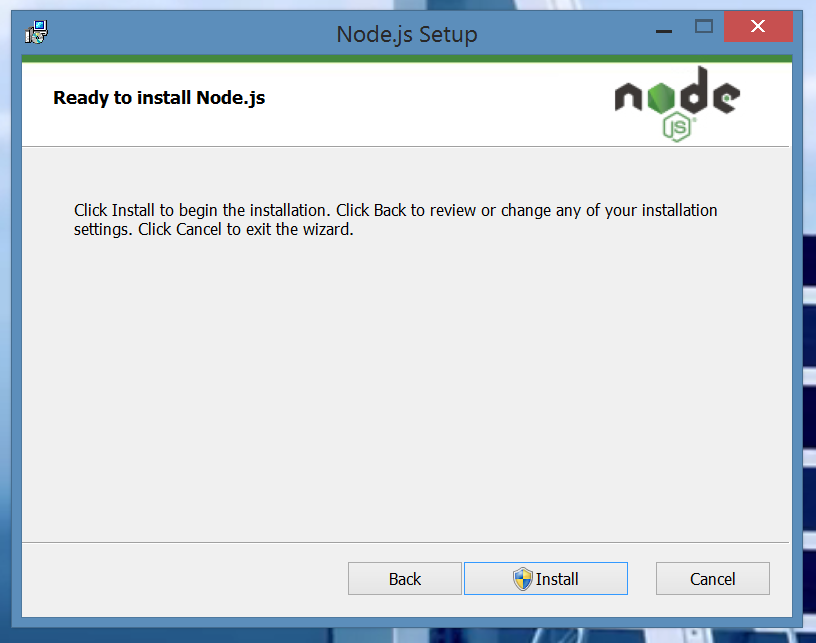 Node.js Setup
Ready to install Node.js
node
JS
Click Install to begin the installation. Click Back to review or change any of your installation
settings. Click Cancel to exit the wizard.
Back
Install
Cancel